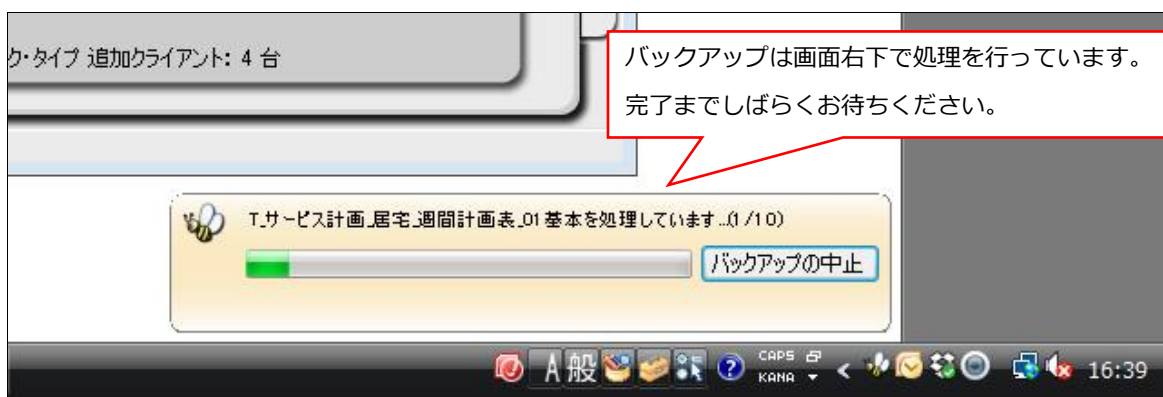 ク・タイプ 追加クライアント: 4 台
バックアップは画面右下で処理を行っています。
完了までしばらくお待ちください。
T_サービス計画_居宅_週間計画表_01基本を処理しています...(1/10)
バックアップの中止
A 般 CAPS KANA 16:39